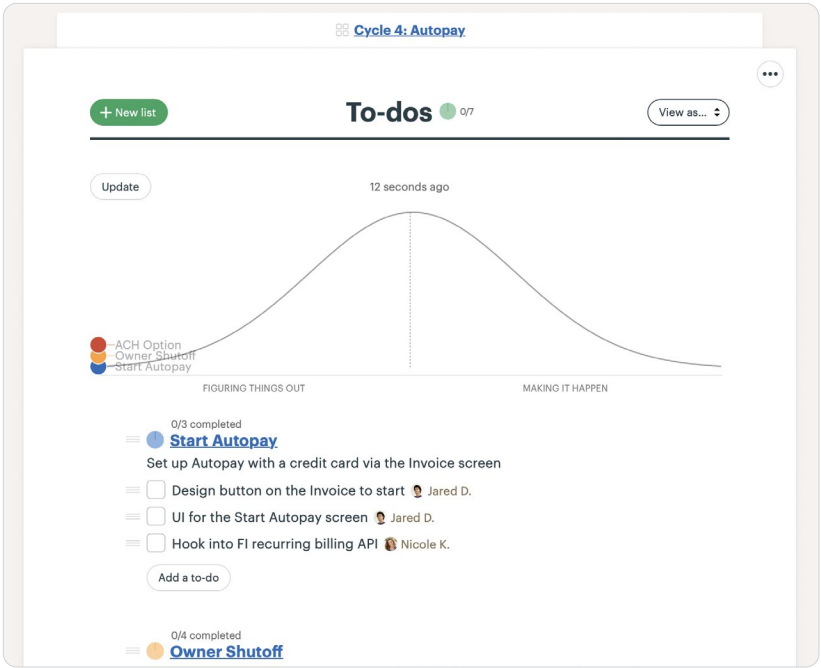 Cycle 4: Autopay
+ New list
To-dos 0/7
View as...
Update
12 seconds ago
ACH Option
Owner Shutoff
Start Autopay
FIGURING THINGS OUT
MAKING IT HAPPEN
0/3 completed
Start Autopay
Set up Autopay with a credit card via the Invoice screen
Design button on the Invoice to start Jared D.
UI for the Start Autopay screen Jared D.
Hook into FI recurring billing API Nicole K.
Add a to-do
0/4 completed
Owner Shutoff